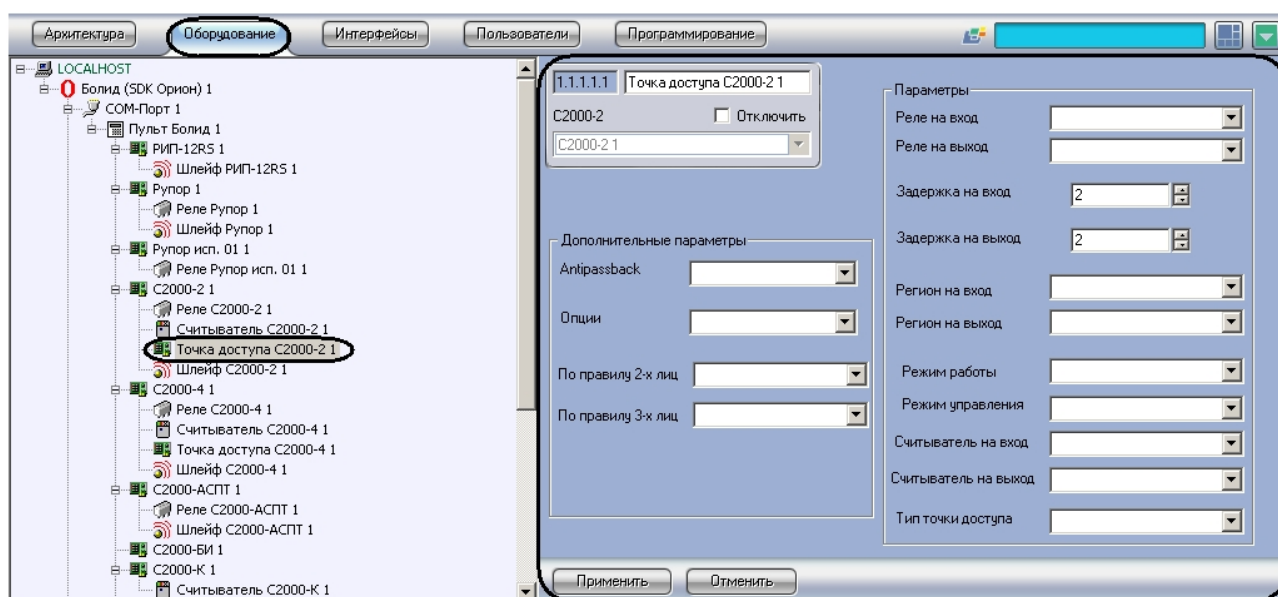 Архитектура
Оборудование
Интерфейсы
Пользователи
Программирование
LOCALHOST
Болид (SDK Орион) 1
COM-Порт 1
Пульт Болид 1
РИП-12RS 1
Шлейф РИП-12RS 1
Рупор 1
Реле Рупор 1
Шлейф Рупор 1
Рупор исп. 01 1
Реле Рупор исп. 01 1
С2000-2 1
Реле С2000-2 1
Считыватель С2000-2 1
Точка доступа С2000-2 1
Шлейф С2000-2 1
С2000-4 1
Реле С2000-4 1
Считыватель С2000-4 1
Точка доступа С2000-4 1
Шлейф С2000-4 1
С2000-АСПТ 1
Реле С2000-АСПТ 1
Шлейф С2000-АСПТ 1
С2000-БИ 1
С2000-К 1
Считыватель С2000-К 1
1.1.1.1.1
Точка доступа С2000-2 1
С2000-2
Отключить
С2000-2 1
Дополнительные параметры
Antipassback
Опции
По правилу 2-х лиц
По правилу 3-х лиц
Параметры
Реле на вход
Реле на выход
Задержка на вход
2
Задержка на выход
2
Регион на вход
Регион на выход
Режим работы
Режим управления
Считыватель на вход
Считыватель на выход
Тип точки доступа
Применить
Отменить